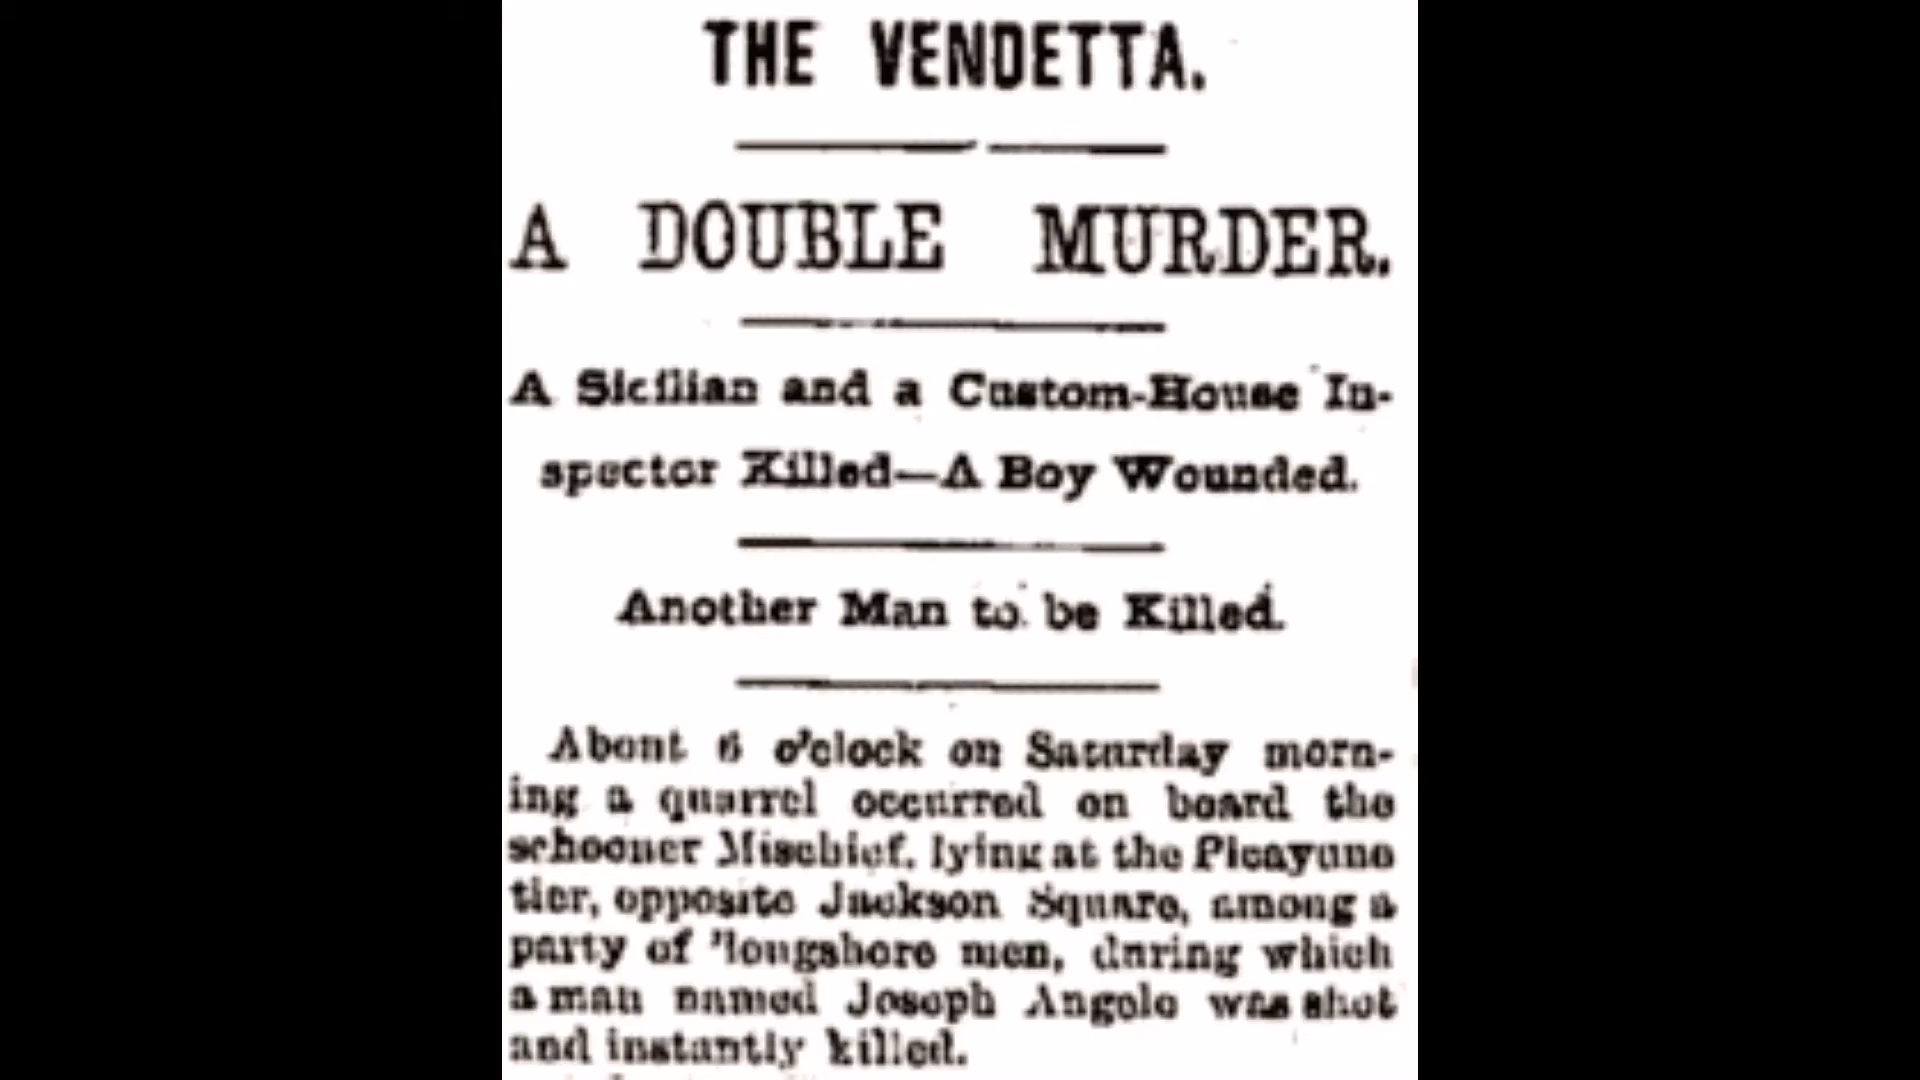 THE VENDETTA.
A DOUBLE MURDER.
A Sicilian and a Custom-House In-
spector Killed—A Boy Wounded.
Another Man to be Killed.
About 6 o'clock on Saturday morn-
ing a quarrel occurred on board the
schooner Mischief, lying at the Picayune
tier, opposite Jackson Square, among a
party of 'longshore men, during which
a man named Joseph Angelo was shot
and instantly killed.